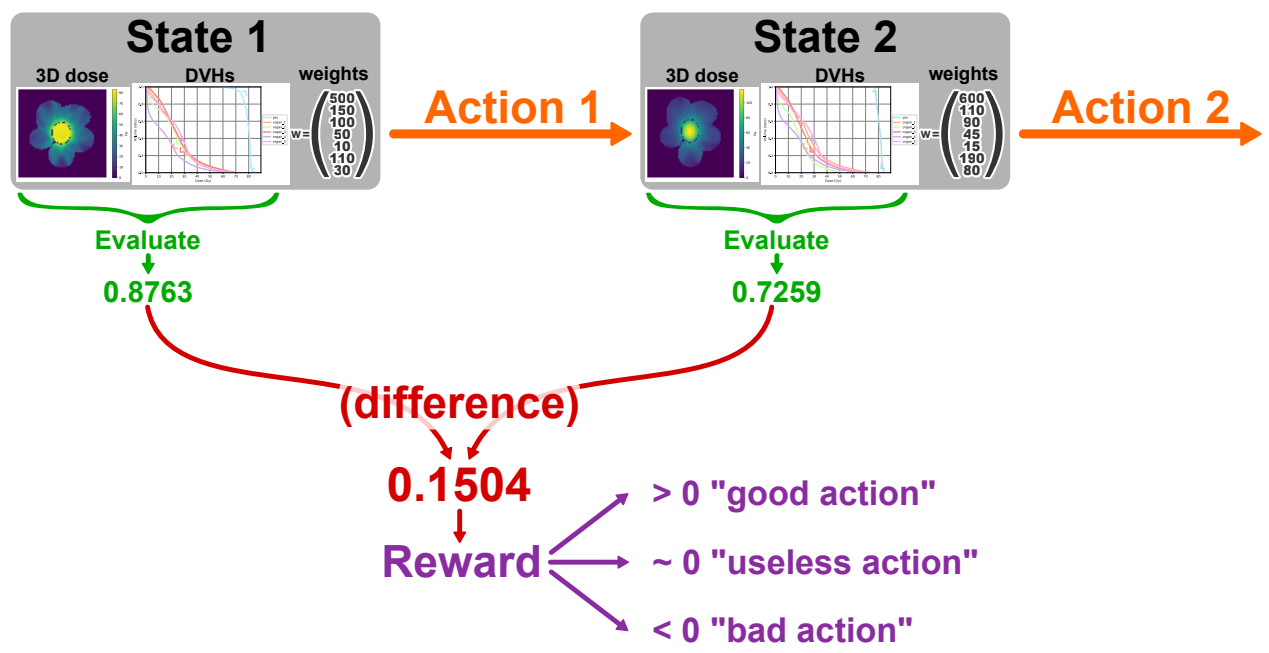 State 1
3D dose
DVHs
weights
w=
500
150
100
50
10
110
30
Action 1
State 2
3D dose
DVHs
weights
w=
600
110
90
45
15
190
80
Action 2
Evaluate
0.8763
Evaluate
0.7259
(difference)
0.1504
Reward
> 0 "good action"
~ 0 "useless action"
< 0 "bad action"